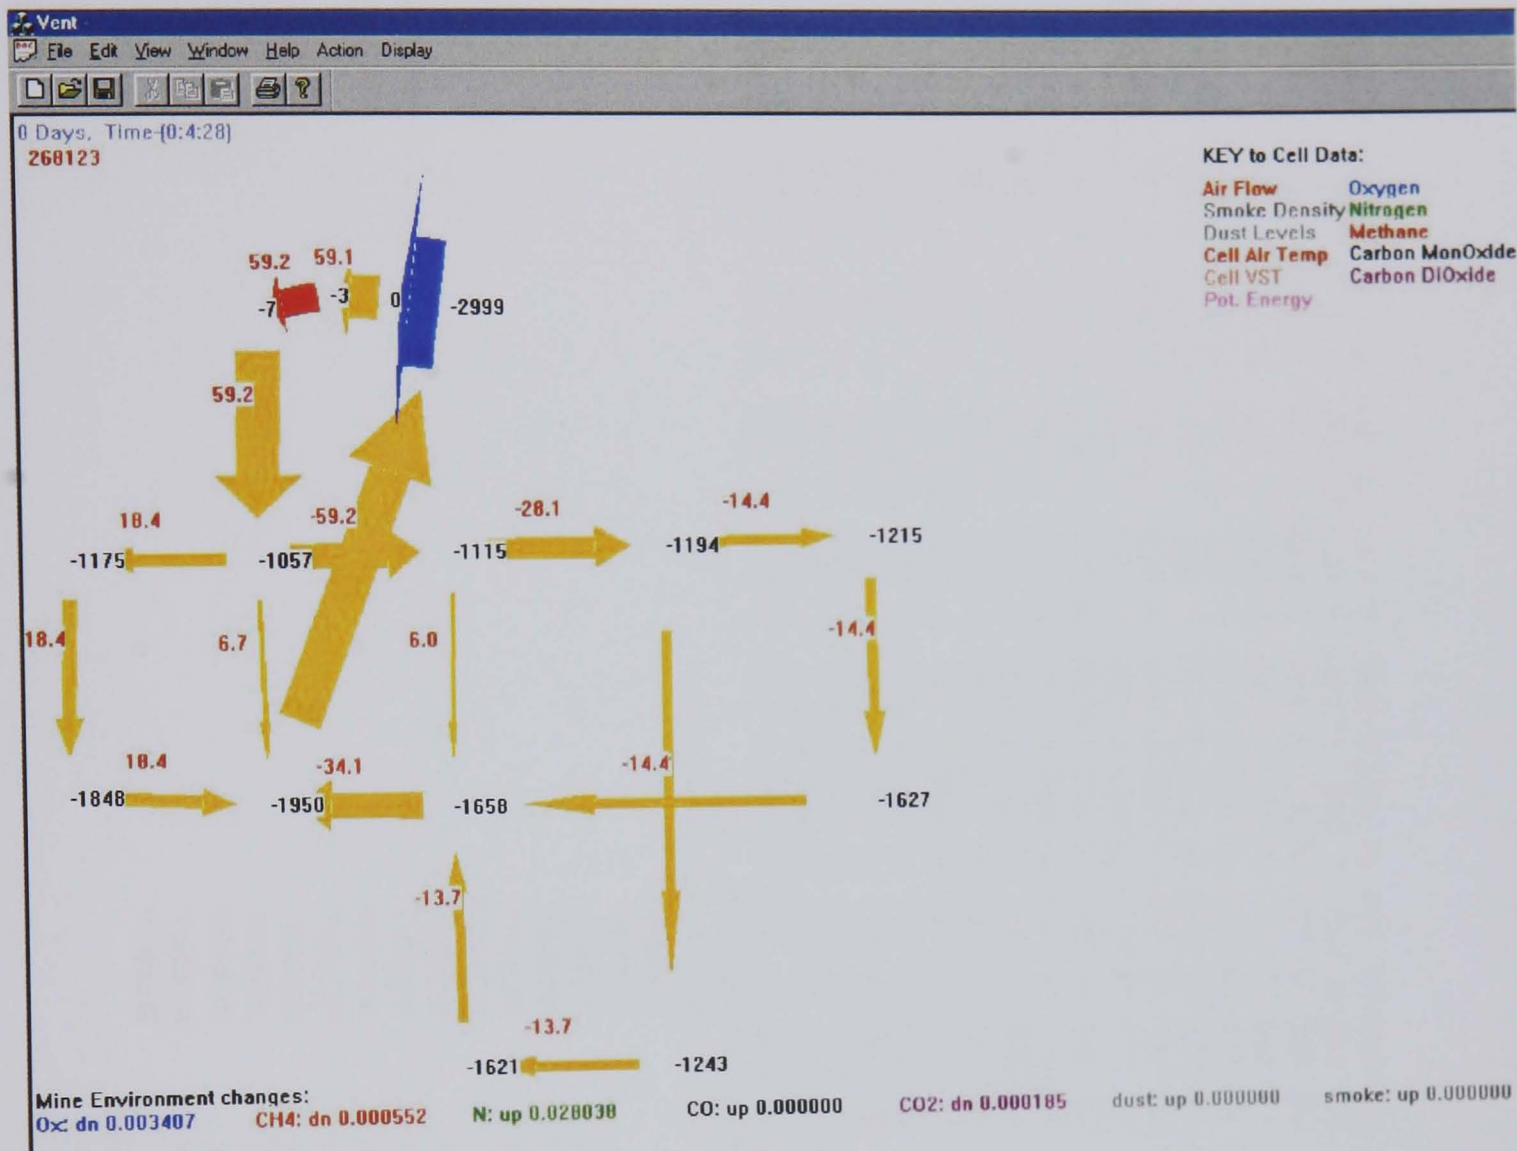 Vent
File Edit View Window Help Action Display
0 Days, Time-(0:4:28)
268123
KEY to Cell Data:
Air Flow Oxygen
Smoke Density Nitrogen
Dust Levels Methane
Cell Air Temp Carbon MonOxide
Cell VST Carbon DIOxide
Pot. Energy
59.2 59.1
-7 -3 0 -2999
59.2
18.4 -59.2 -28.1 -14.4
-1175 -1057 -1115 -1194 -1215
18.4 6.7 6.0 -14.4
18.4 -34.1 -14.4
-1848 -1950 -1658 -1627
-13.7
-13.7
-1621 -1243
Mine Environment changes:
Ox: dn 0.003407 CH4: dn 0.000552 N: up 0.028038 CO: up 0.000000 CO2: dn 0.000185 dust: up 0.000000 smoke: up 0.000000